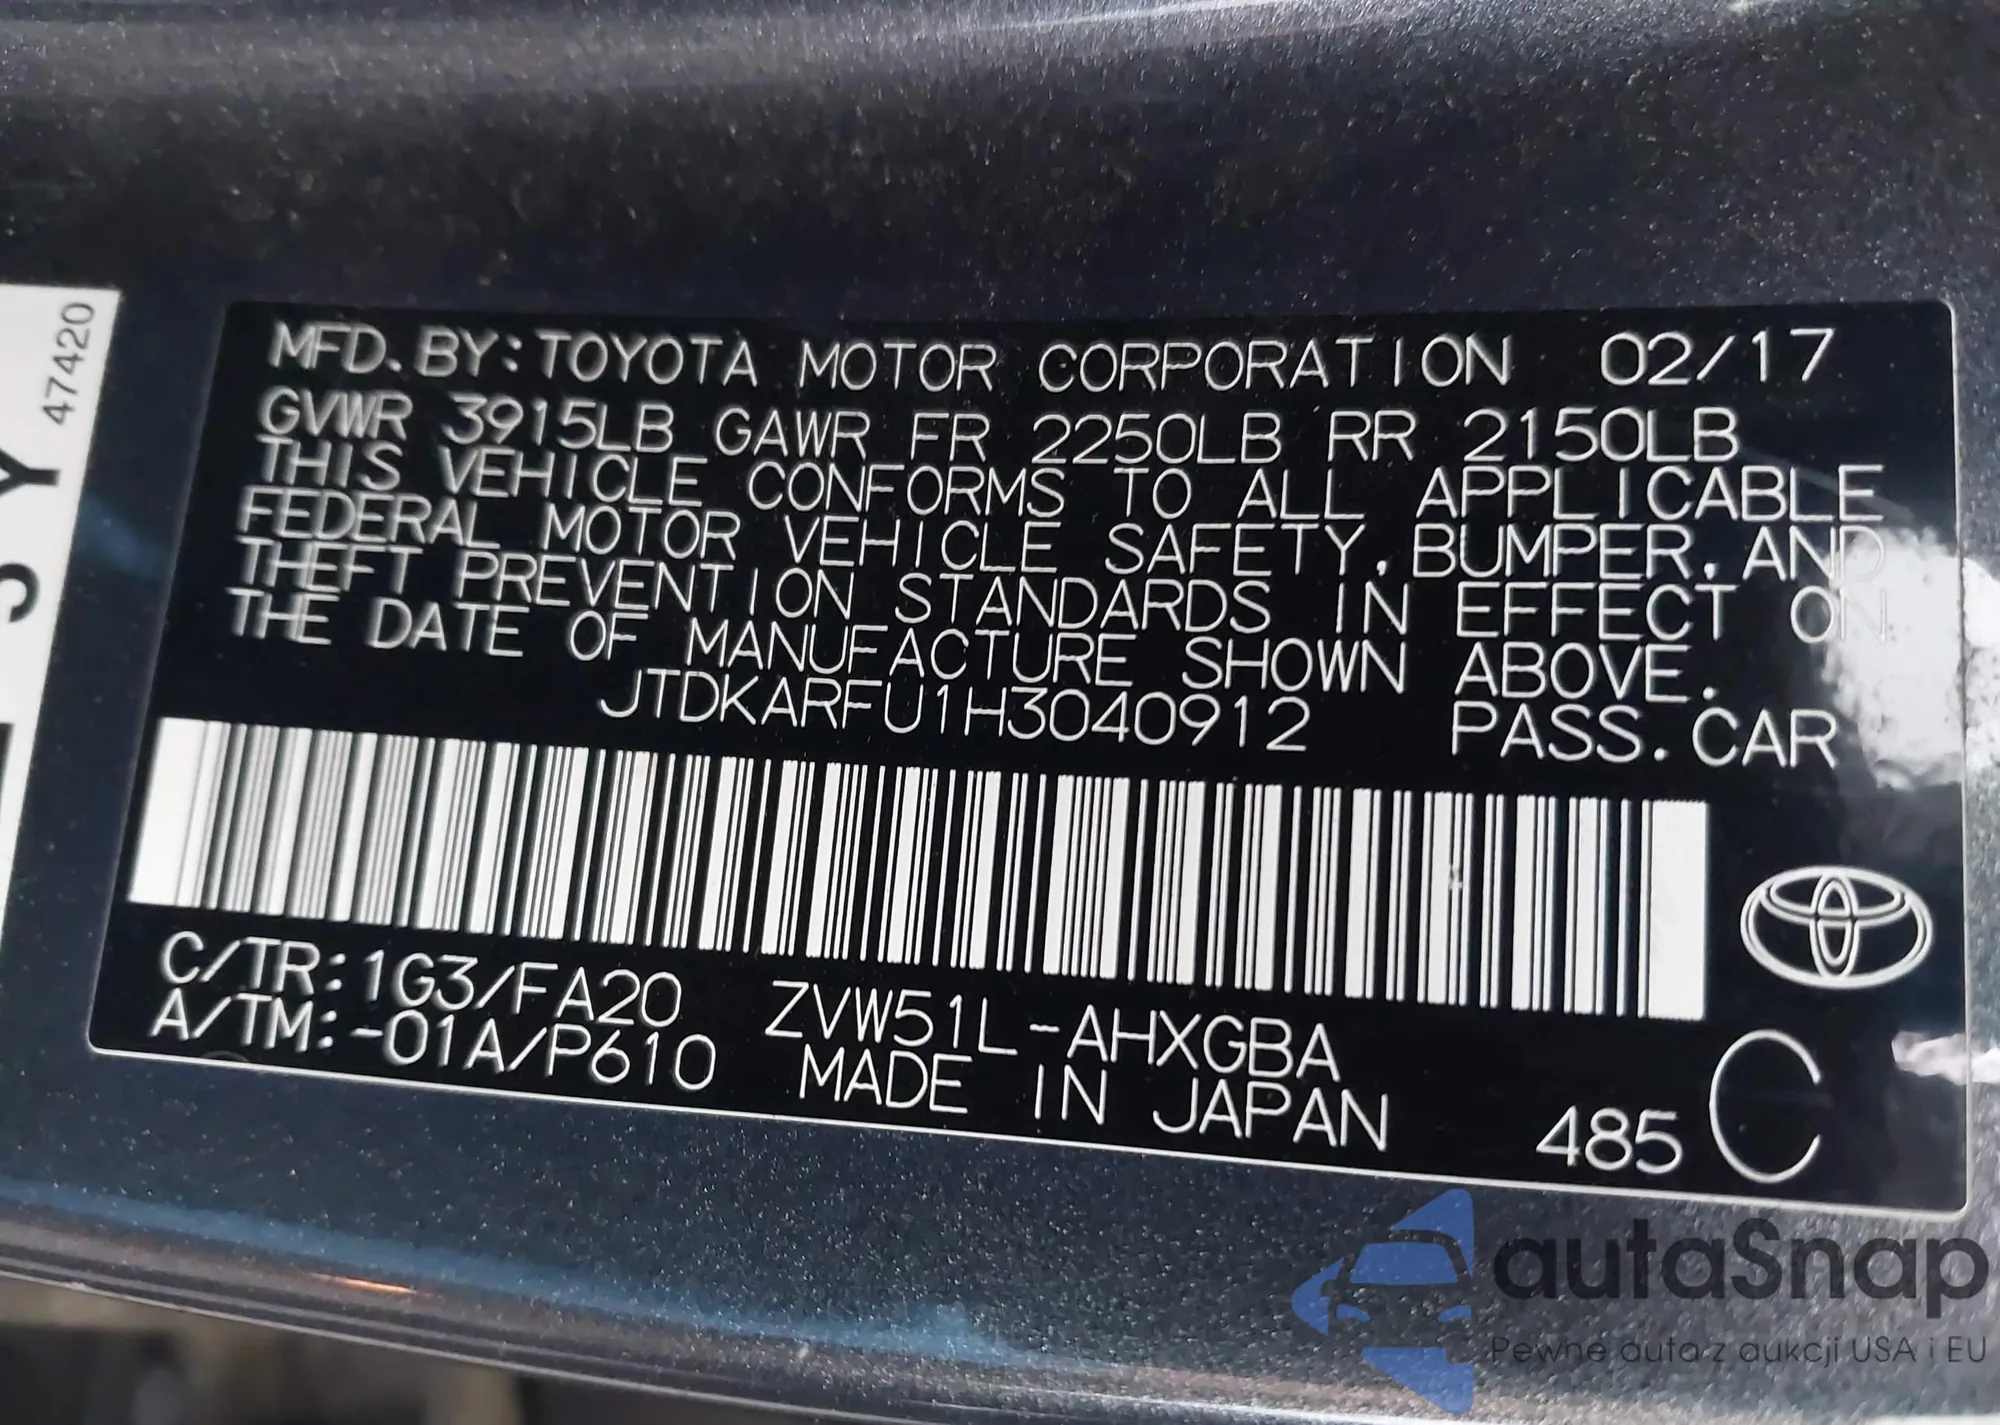 47420
S Y
MFD. BY: TOYOTA MOTOR CORPORATION 02/17
GVWR 3915LB GAWR FR 2250LB RR 2150LB
THIS VEHICLE CONFORMS TO ALL APPLICABLE
FEDERAL MOTOR VEHICLE SAFETY, BUMPER, AND
THEFT PREVENTION STANDARDS IN EFFECT ON
THE DATE OF MANUFACTURE SHOWN ABOVE.
JTDKARFU1H3040912 PASS. CAR
C/TR: 1G3/FA20 ZVW51L-AHXGBA
A/TM: -01A/P610 MADE IN JAPAN 485 C
autaSnap
Pewne auta z aukcji USA i EU